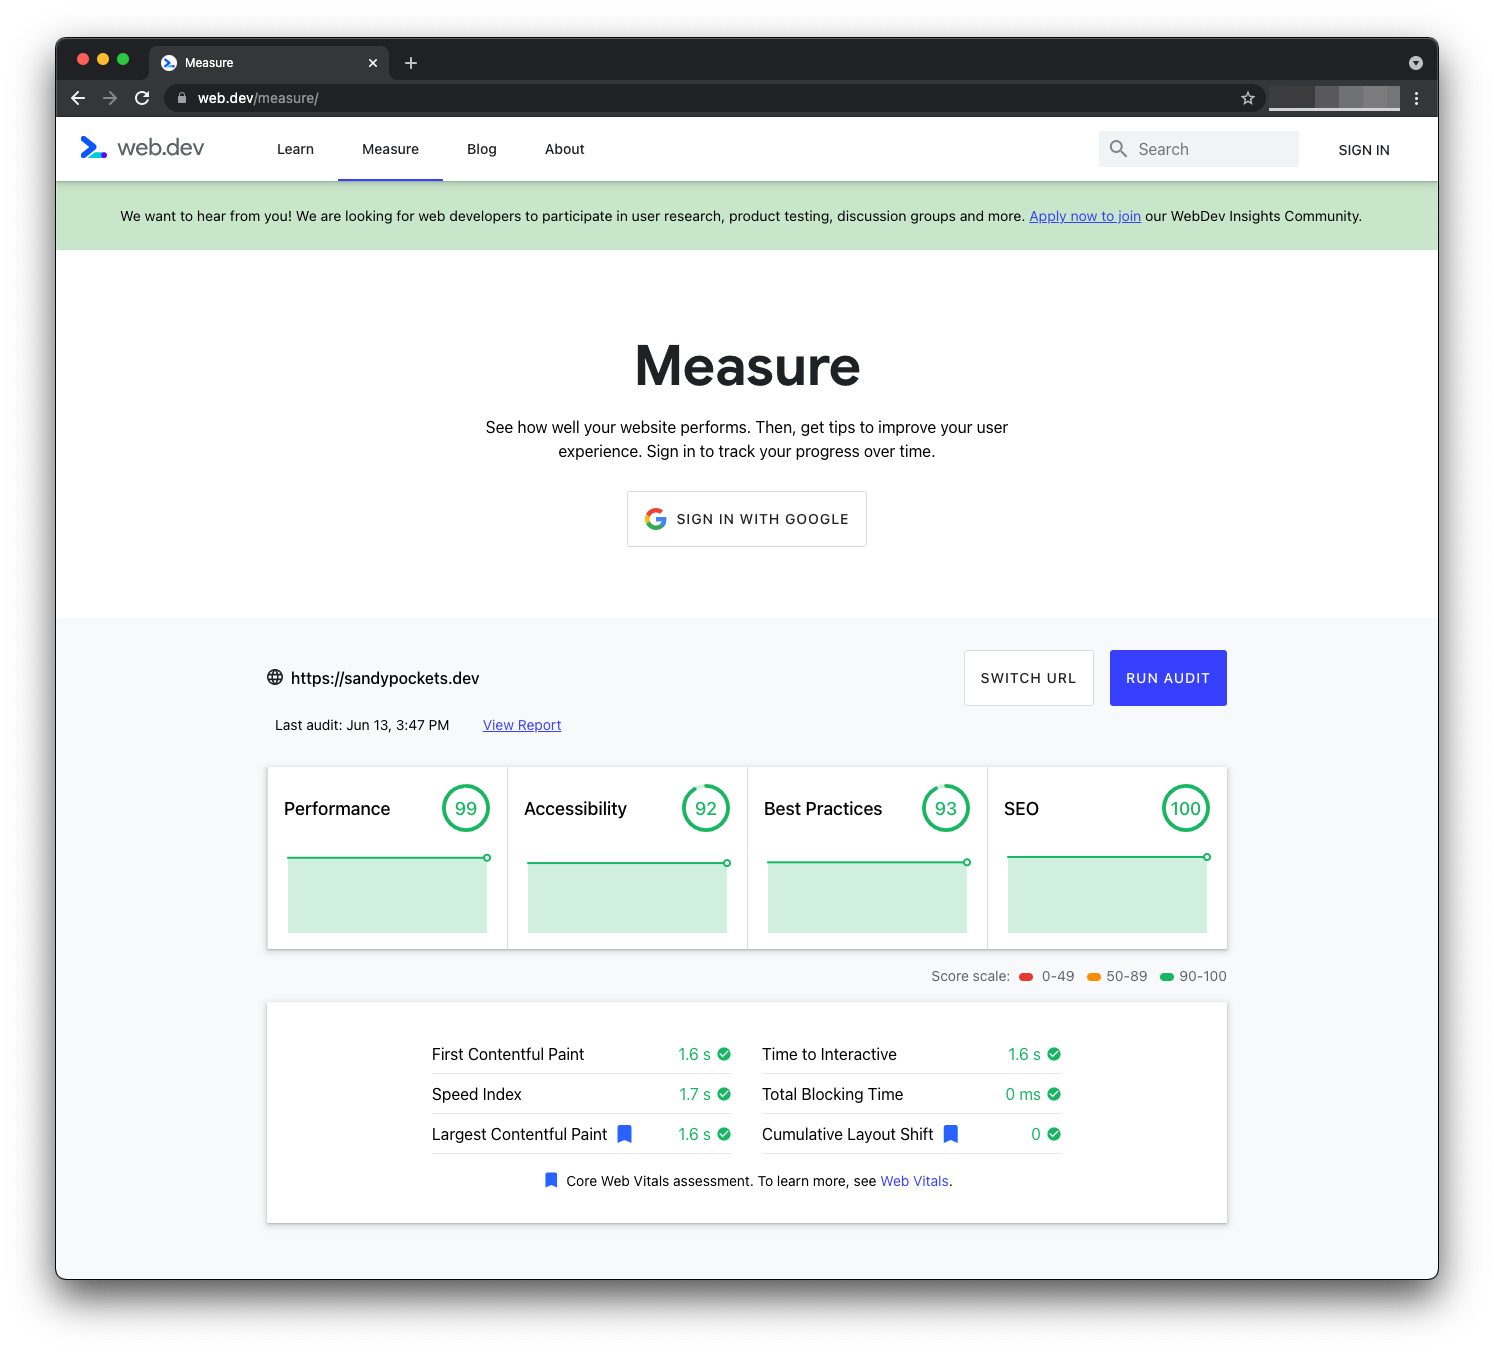 Measure
web.dev/measure/
web.dev
Learn
Measure
Blog
About
Search
SIGN IN
We want to hear from you! We are looking for web developers to participate in user research, product testing, discussion groups and more. Apply now to join our WebDev Insights Community.
Measure
See how well your website performs. Then, get tips to improve your user
experience. Sign in to track your progress over time.
SIGN IN WITH GOOGLE
https://sandypockets.dev
SWITCH URL
RUN AUDIT
Last audit: Jun 13, 3:47 PM
View Report
Performance
99
Accessibility
92
Best Practices
93
SEO
100
Score scale: 0-49 50-89 90-100
First Contentful Paint
1.6 s
Time to Interactive
1.6 s
Speed Index
1.7 s
Total Blocking Time
0 ms
Largest Contentful Paint
1.6 s
Cumulative Layout Shift
0
Core Web Vitals assessment. To learn more, see Web Vitals.